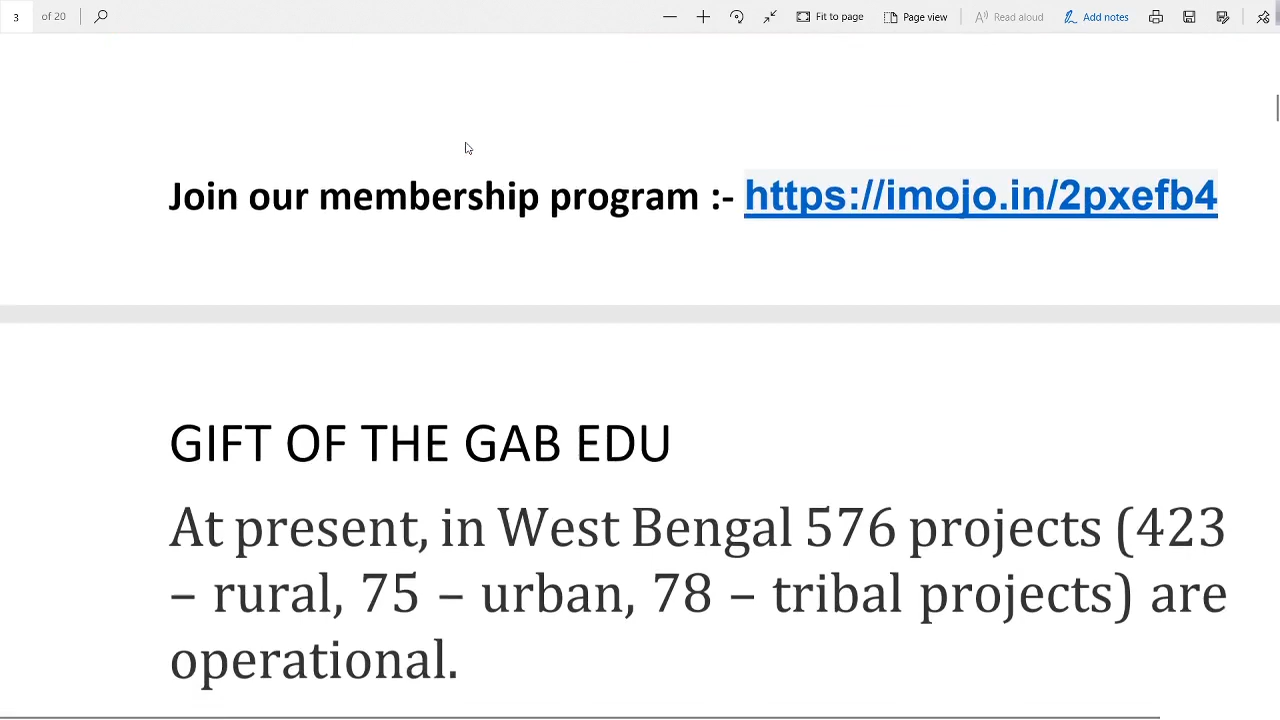 3 of 20 Fit to page Page view Read aloud Add notes
Join our membership program :- https://imojo.in/2pxefb4
GIFT OF THE GAB EDU
At present, in West Bengal 576 projects (423
– rural, 75 – urban, 78 – tribal projects) are
operational.